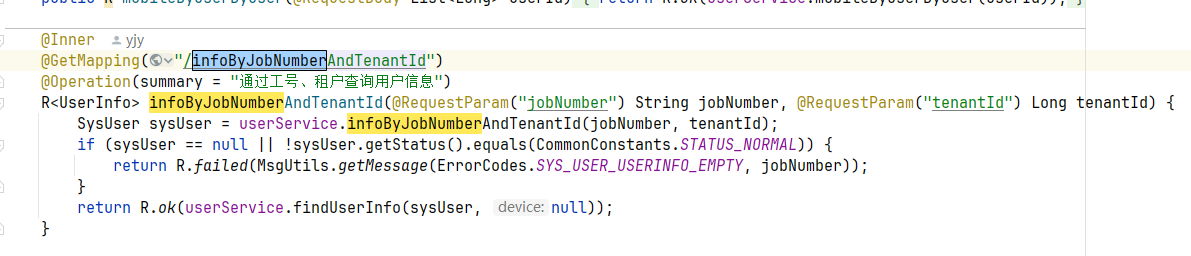 public R mobileByUserByUser(@RequestBody List<Long> userId) { return R.ok(userService.mobileByUserByUser(userId)); }
@Inner yjy
@GetMapping("/infoByJobNumberAndTenantId")
@Operation(summary = "通过工号、租户查询用户信息")
R<UserInfo> infoByJobNumberAndTenantId(@RequestParam("jobNumber") String jobNumber, @RequestParam("tenantId") Long tenantId) {
SysUser sysUser = userService.infoByJobNumberAndTenantId(jobNumber, tenantId);
if (sysUser == null || !sysUser.getStatus().equals(CommonConstants.STATUS_NORMAL)) {
return R.failed(MsgUtils.getMessage(ErrorCodes.SYS_USER_USERINFO_EMPTY, jobNumber));
}
return R.ok(userService.findUserInfo(sysUser, device: null));
}